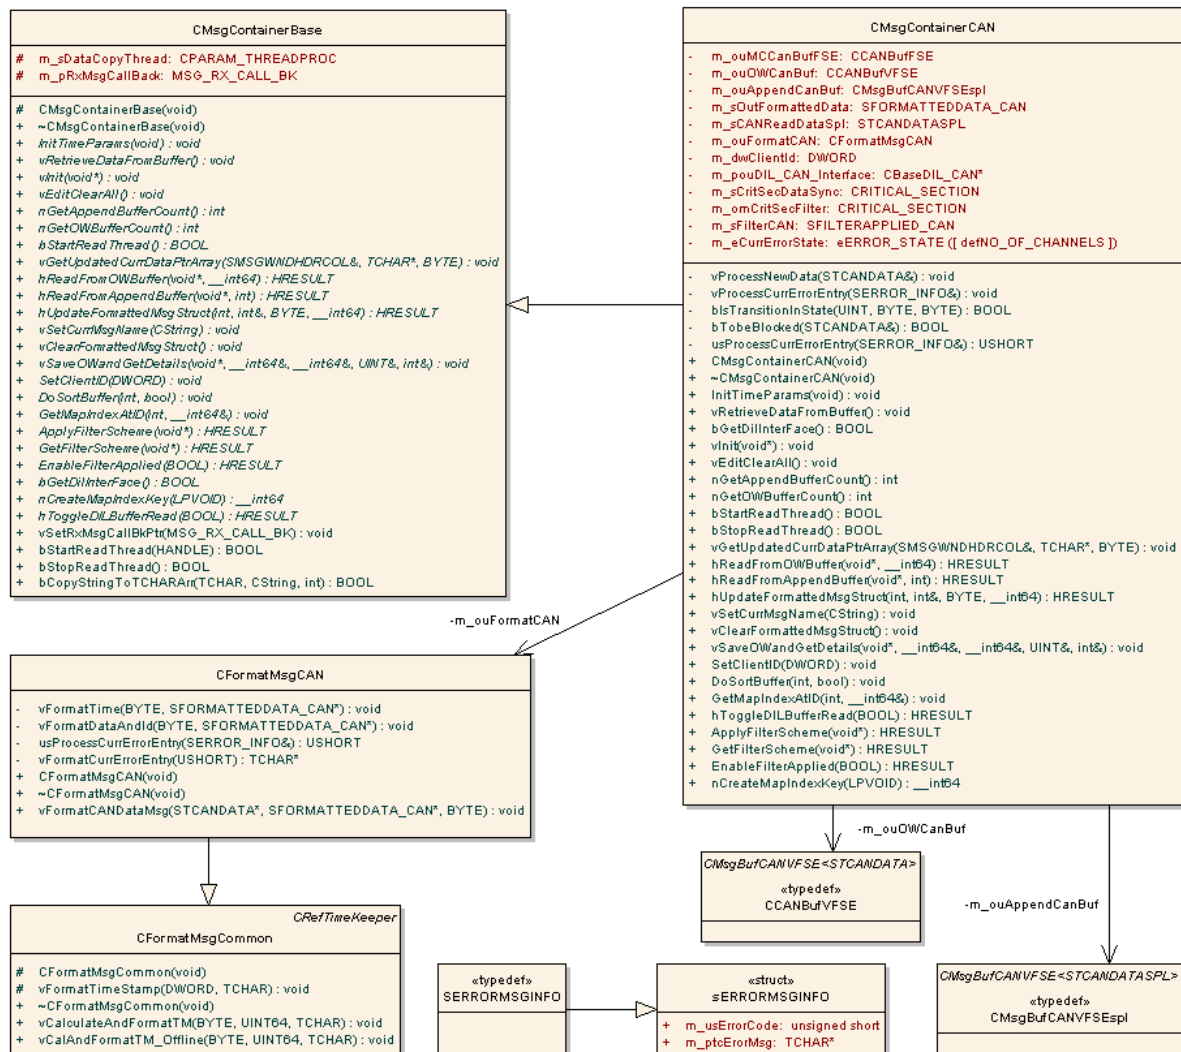 CMsgContainerBase
# m_sDataCopyThread: CPARAM_THREADPROC
# m_pRxMsgCallBack: MSG_RX_CALL_BK
# CMsgContainerBase(void)
+ ~CMsgContainerBase(void)
+ InitTimeParams(void) : void
+ vRetrieveDataFromBuffer() : void
+ vInit(void*) : void
+ vEditClearAll() : void
+ nGetAppendBufferCount() : int
+ nGetOWBufferCount() : int
+ bStartReadThread() : BOOL
+ vGetUpdatedCurrDataPtrArray(SMSGWNDHDRCOL&, TCHAR*, BYTE) : void
+ hReadFromOWBuffer(void*, __int64) : HRESULT
+ hReadFromAppendBuffer(void*, int) : HRESULT
+ hUpdateFormattedMsgStruct(int, int&, BYTE, __int64) : HRESULT
+ vSetCurrMsgName(CString) : void
+ vClearFormattedMsgStruct() : void
+ vSaveOWandGetDetails(void*, __int64&, __int64&, UINT&, int&) : void
+ SetClientID(DWORD) : void
+ DoSortBuffer(int, bool) : void
+ GetMapIndexAtID(int, __int64&) : void
+ ApplyFilterScheme(void*) : HRESULT
+ GetFilterScheme(void*) : HRESULT
+ EnableFilterApplied(BOOL) : HRESULT
+ bGetDilInterFace() : BOOL
+ nCreateMapIndexKey(LPVOID) : __int64
+ hToggleDILBufferRead(BOOL) : HRESULT
+ vSetRxMsgCallBkPtr(MSG_RX_CALL_BK) : void
+ bStartReadThread(HANDLE) : BOOL
+ bStopReadThread() : BOOL
+ bCopyStringToTCHARArr(TCHAR, CString, int) : BOOL
CMsgContainerCAN
- m_ouMCCanBufFSE: CCANBufFSE
- m_ouOWCanBuf: CCANBufVFSE
- m_ouAppendCanBuf: CMsgBufCANVFSEspl
- m_sOutFormattedData: SFORMATTEDDATA_CAN
- m_sCANReadDataSpl: STCANDATASPL
- m_ouFormatCAN: CFormatMsgCAN
- m_dwClientId: DWORD
- m_pouDIL_CAN_Interface: CBaseDIL_CAN*
- m_sCritSecDataSync: CRITICAL_SECTION
- m_omCritSecFilter: CRITICAL_SECTION
- m_sFilterCAN: SFILTERAPPLIED_CAN
- m_eCurrErrorState: eERROR_STATE ([ defNO_OF_CHANNELS ])
- vProcessNewData(STCANDATA&) : void
- vProcessCurrErrorEntry(SERROR_INFO&) : void
- bIsTransitionInState(UINT, BYTE, BYTE) : BOOL
- bTobeBlocked(STCANDATA&) : BOOL
- usProcessCurrErrorEntry(SERROR_INFO&) : USHORT
+ CMsgContainerCAN(void)
+ ~CMsgContainerCAN(void)
+ InitTimeParams(void) : void
+ vRetrieveDataFromBuffer() : void
+ bGetDilInterFace() : BOOL
+ vInit(void*) : void
+ vEditClearAll() : void
+ nGetAppendBufferCount() : int
+ nGetOWBufferCount() : int
+ bStartReadThread() : BOOL
+ bStopReadThread() : BOOL
+ vGetUpdatedCurrDataPtrArray(SMSGWNDHDRCOL&, TCHAR*, BYTE) : void
+ hReadFromOWBuffer(void*, __int64) : HRESULT
+ hReadFromAppendBuffer(void*, int) : HRESULT
+ hUpdateFormattedMsgStruct(int, int&, BYTE, __int64) : HRESULT
+ vSetCurrMsgName(CString) : void
+ vClearFormattedMsgStruct() : void
+ vSaveOWandGetDetails(void*, __int64&, __int64&, UINT&, int&) : void
+ SetClientID(DWORD) : void
+ DoSortBuffer(int, bool) : void
+ GetMapIndexAtID(int, __int64&) : void
+ hToggleDILBufferRead(BOOL) : HRESULT
+ ApplyFilterScheme(void*) : HRESULT
+ GetFilterScheme(void*) : HRESULT
+ EnableFilterApplied(BOOL) : HRESULT
+ nCreateMapIndexKey(LPVOID) : __int64
-m_ouFormatCAN
CFormatMsgCAN
- vFormatTime(BYTE, SFORMATTEDDATA_CAN*) : void
- vFormatDataAndId(BYTE, SFORMATTEDDATA_CAN*) : void
- usProcessCurrErrorEntry(SERROR_INFO&) : USHORT
- vFormatCurrErrorEntry(USHORT) : TCHAR*
+ CFormatMsgCAN(void)
+ ~CFormatMsgCAN(void)
+ vFormatCANDataMsg(STCANDATA*, SFORMATTEDDATA_CAN*, BYTE) : void
-m_ouOWCanBuf
CMsgBufCANVFSE<STCANDATA>
«typedef»
CCANBufVFSE
-m_ouAppendCanBuf
CRefTimeKeeper
CFormatMsgCommon
# CFormatMsgCommon(void)
# vFormatTimeStamp(DWORD, TCHAR) : void
+ ~CFormatMsgCommon(void)
+ vCalculateAndFormatTM(BYTE, UINT64, TCHAR) : void
+ vCalAndFormatTM_Offline(BYTE, UINT64, TCHAR) : void
«typedef»
SERRORMSGINFO
«struct»
sERRORMSGINFO
+ m_usErrorCode: unsigned short
+ m_ptcErorMsg: TCHAR*
CMsgBufCANVFSE<STCANDATASPL>
«typedef»
CMsgBufCANVFSEspl